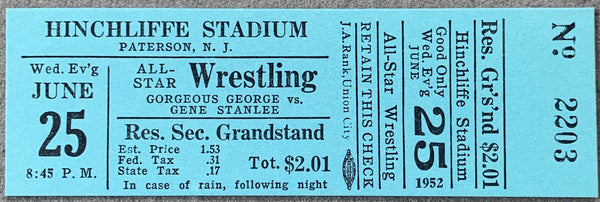 HINCHLIFFE STADIUM
PATERSON, N. J.
Wed. Ev'g
JUNE
25
8:45 P. M.
ALL-
STAR Wrestling
GORGEOUS GEORGE vs.
GENE STANLEE
Res. Sec. Grandstand
Est. Price 1.53
Fed. Tax .31
State Tax .17
Tot. $2.01
In case of rain, following night
J.A.Rank, Union City
RETAIN THIS CHECK
All-Star Wrestling
Good Only
Wed. Ev'g
JUNE
25
1952
Hinchliffe Stadium
Res. Gr's'nd $2.01
No 2203